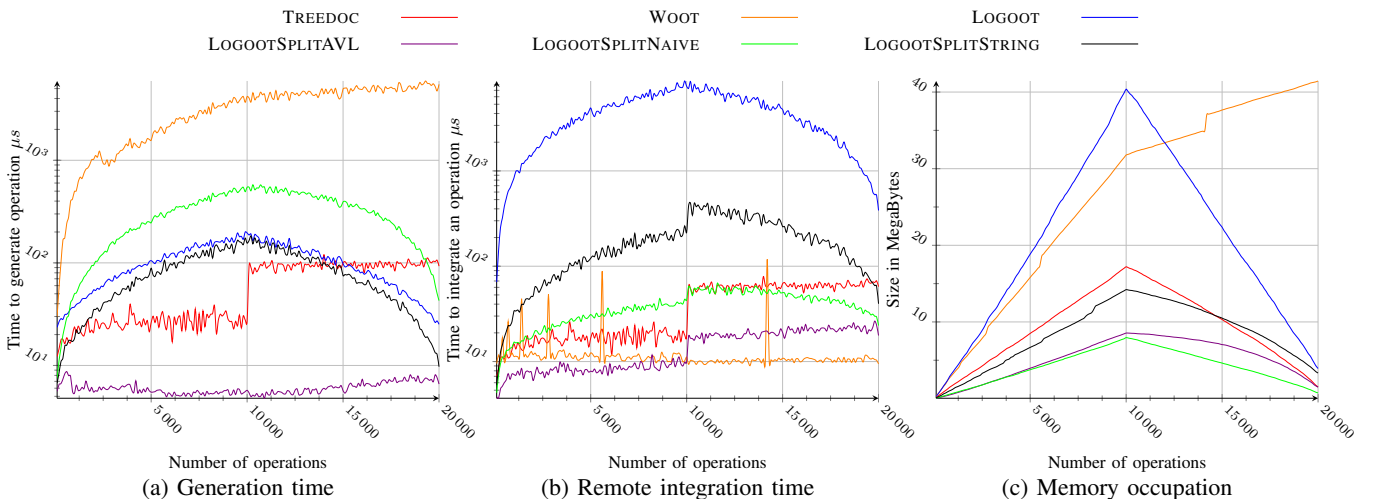 TREEDOC WOOT LOGOOT
LOGOOTSPLITAVL LOGOOTSPLITNAIVE LOGOOTSPLITSTRING
Time to generate operation µs
10³
10²
10¹
5 000
10 000
15 000
20 000
Number of operations
(a) Generation time
Time to integrate an operation µs
10³
10²
10¹
5 000
10 000
15 000
20 000
Number of operations
(b) Remote integration time
Size in MegaBytes
40
30
20
10
5 000
10 000
15 000
20 000
Number of operations
(c) Memory occupation